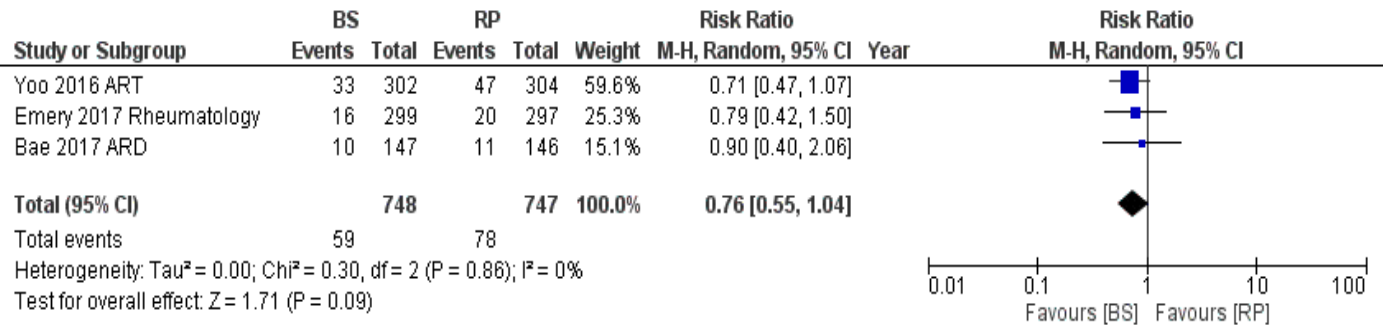 BS RP Risk Ratio Risk Ratio
Study or Subgroup Events Total Events Total Weight M-H, Random, 95% CI Year M-H, Random, 95% CI
Yoo 2016 ART 33 302 47 304 59.6% 0.71 [0.47, 1.07]
Emery 2017 Rheumatology 16 299 20 297 25.3% 0.79 [0.42, 1.50]
Bae 2017 ARD 10 147 11 146 15.1% 0.90 [0.40, 2.06]
Total (95% CI) 748 747 100.0% 0.76 [0.55, 1.04]
Total events 59 78
Heterogeneity: Tau² = 0.00; Chi² = 0.30, df = 2 (P = 0.86); I² = 0%
Test for overall effect: Z = 1.71 (P = 0.09)
0.01 0.1 1 10 100
Favours [BS] Favours [RP]